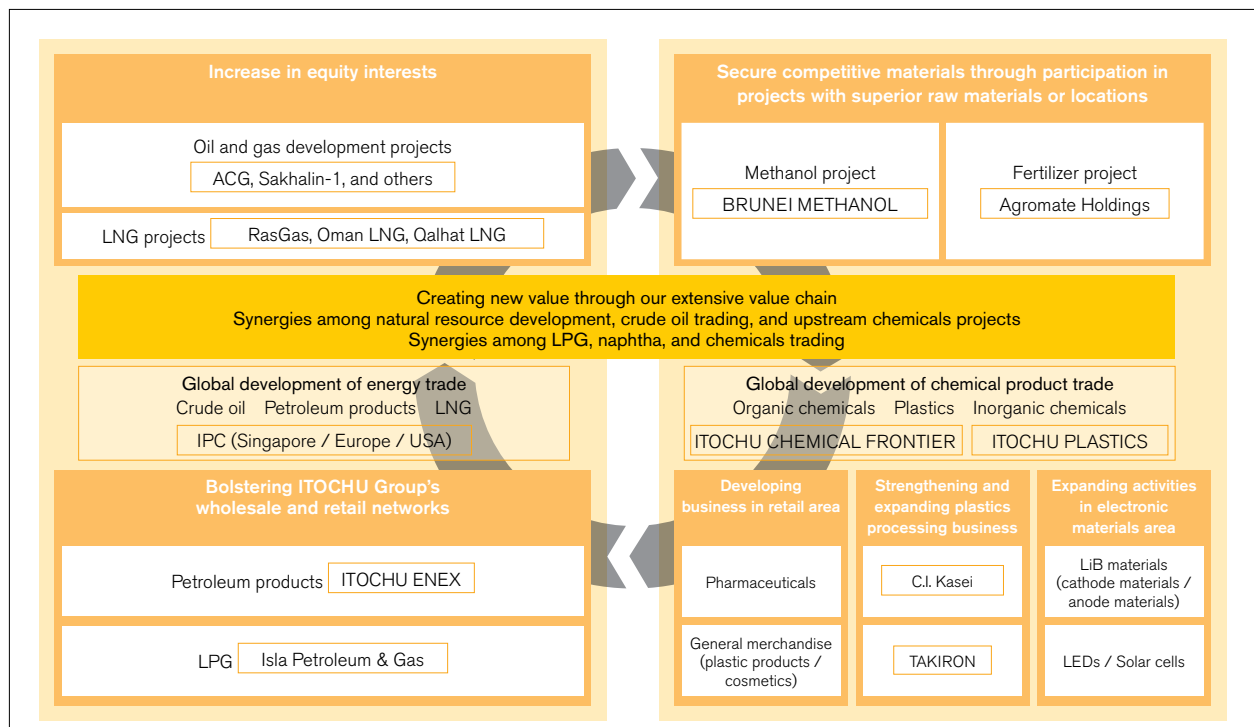 Increase in equity interests
Oil and gas development projects
ACG, Sakhalin-1, and others
LNG projects RasGas, Oman LNG, Qalhat LNG
Secure competitive materials through participation in
projects with superior raw materials or locations
Methanol project
BRUNEI METHANOL
Fertilizer project
Agromate Holdings
Creating new value through our extensive value chain
Synergies among natural resource development, crude oil trading, and upstream chemicals projects
Synergies among LPG, naphtha, and chemicals trading
Global development of energy trade
Crude oil Petroleum products LNG
IPC (Singapore / Europe / USA)
Global development of chemical product trade
Organic chemicals Plastics Inorganic chemicals
ITOCHU CHEMICAL FRONTIER ITOCHU PLASTICS
Bolstering ITOCHU Group's
wholesale and retail networks
Petroleum products ITOCHU ENEX
LPG Isla Petroleum & Gas
Developing
business in retail area
Pharmaceuticals
General merchandise
(plastic products /
cosmetics)
Strengthening and
expanding plastics
processing business
C.I. Kasei
TAKIRON
Expanding activities
in electronic
materials area
LiB materials
(cathode materials /
anode materials)
LEDs / Solar cells